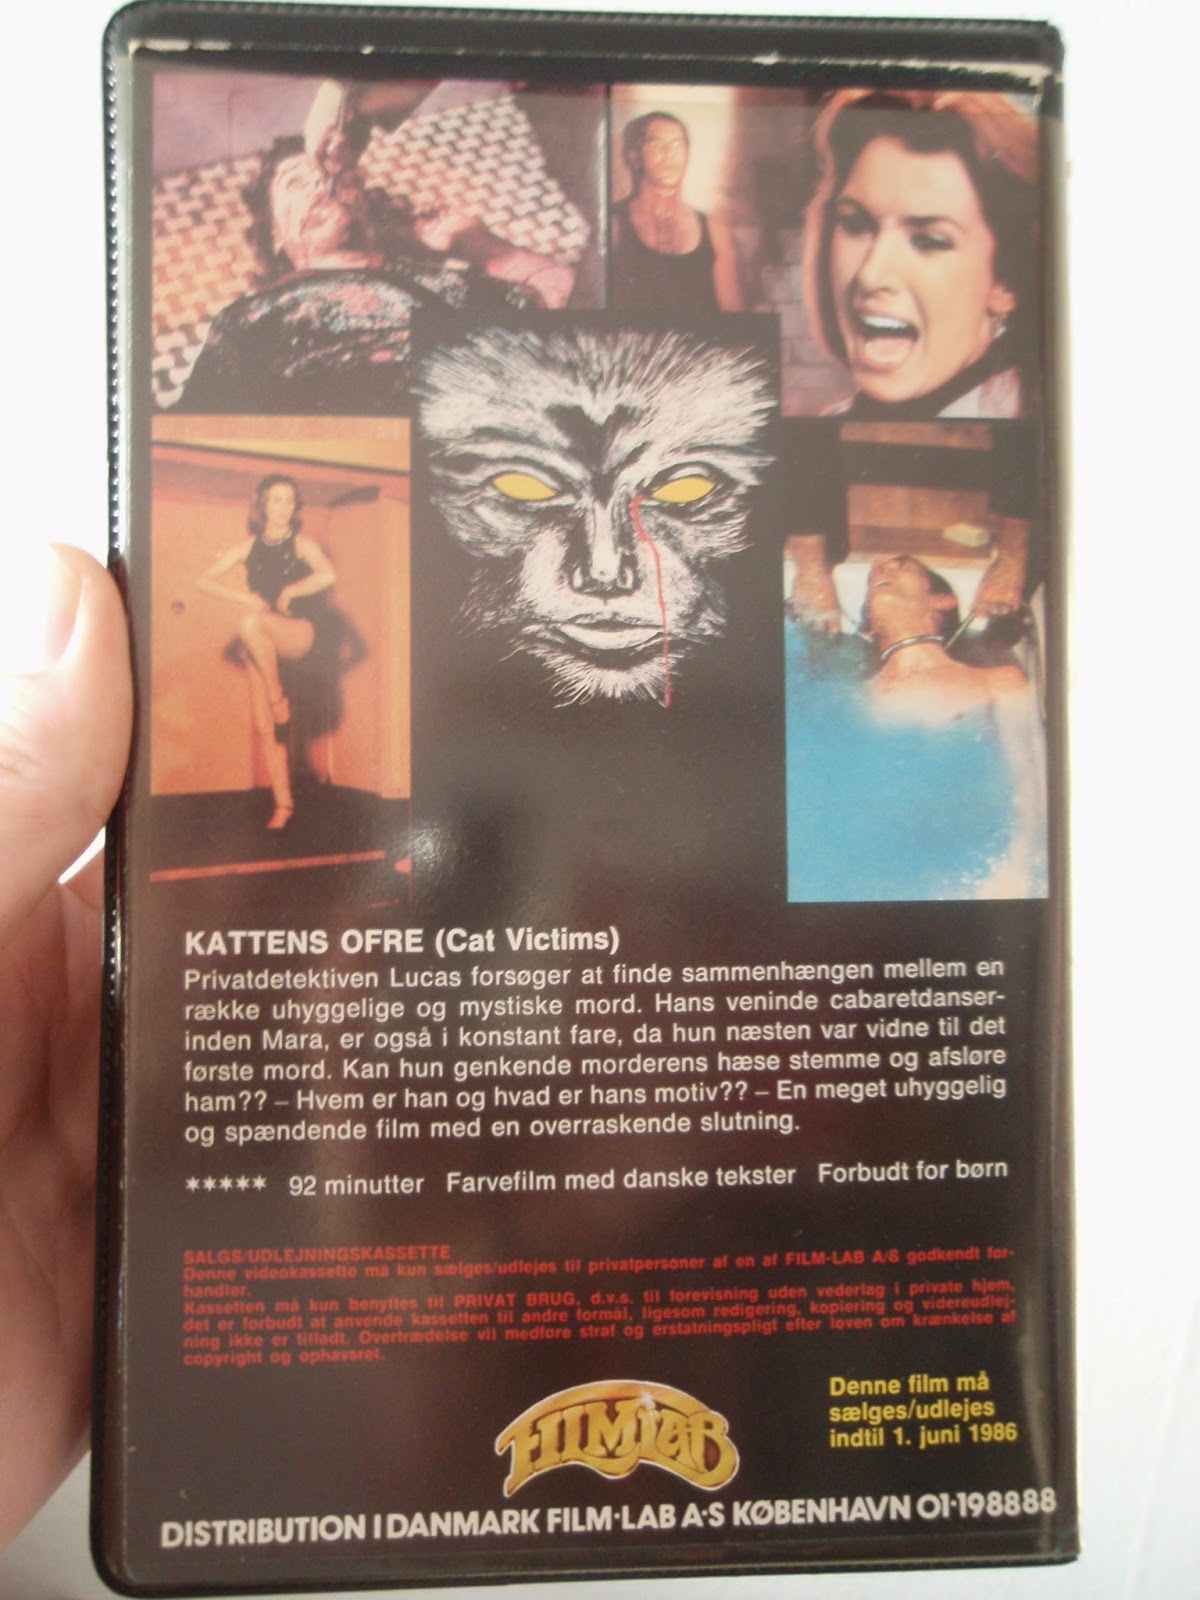 KATTENS OFRE (Cat Victims)
Privatdetektiven Lucas forsøger at finde sammenhængen mellem en
række uhyggelige og mystiske mord. Hans veninde cabaretdanser-
inden Mara, er også i konstant fare, da hun næsten var vidne til det
første mord. Kan hun genkende morderens hæse stemme og afsløre
ham?? – Hvem er han og hvad er hans motiv?? – En meget uhyggelig
og spændende film med en overraskende slutning.
***** 92 minutter Farvefilm med danske tekster Forbudt for børn
SALGS/UDLEJNINGSKASSETTE
Denne videokassette må kun sælges/udlejes til privatpersoner af en af FILM-LAB A/S godkendt for-
handler.
Kassetten må kun benyttes til PRIVAT BRUG, d.v.s. til forevisning uden vederlag i private hjem,
det er forbudt at anvende kassetten til andre formål, ligesom redigering, kopiering og videreudlej-
ning ikke er tilladt. Overtrædelse vil medføre straf og erstatningspligt efter loven om krænkelse af
copyright og ophavsret.
Denne film må
sælges/udlejes
indtil 1. juni 1986
FILMLAB
DISTRIBUTION I DANMARK FILM-LAB A·S KØBENHAVN 01-198888